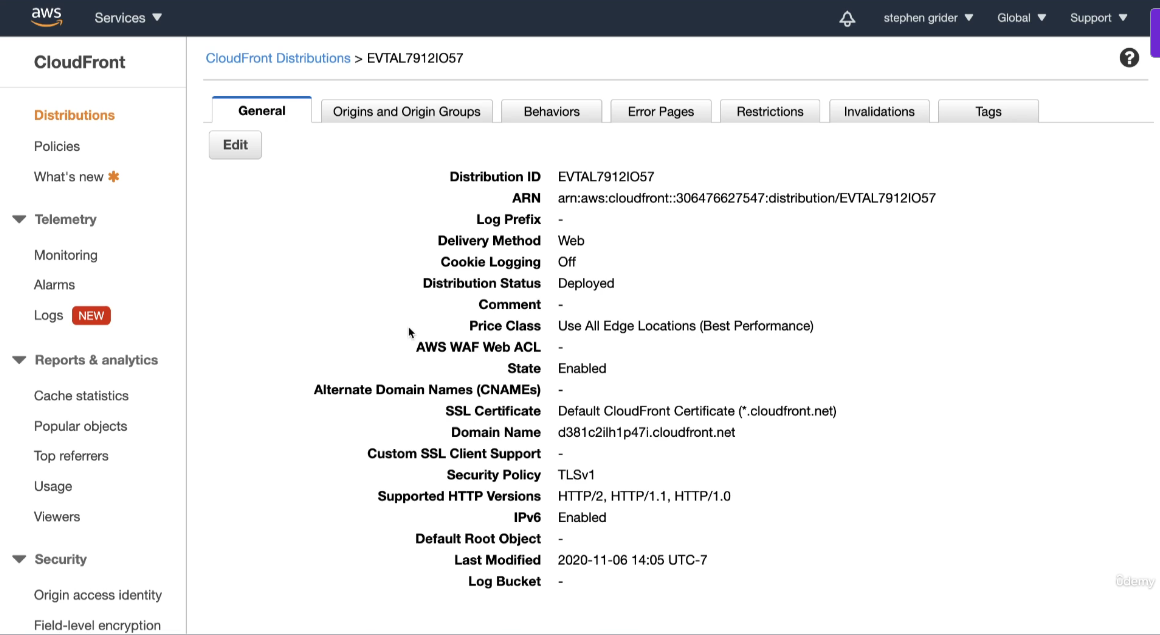 aws Services stephen grider Global Support
CloudFront
Distributions
Policies
What's new
Telemetry
Monitoring
Alarms
Logs NEW
Reports & analytics
Cache statistics
Popular objects
Top referrers
Usage
Viewers
Security
Origin access identity
Field-level encryption
CloudFront Distributions > EVTAL7912IO57 ?
General Origins and Origin Groups Behaviors Error Pages Restrictions Invalidations Tags
Edit
Distribution ID EVTAL7912IO57
ARN arn:aws:cloudfront::306476627547:distribution/EVTAL7912IO57
Log Prefix -
Delivery Method Web
Cookie Logging Off
Distribution Status Deployed
Comment -
Price Class Use All Edge Locations (Best Performance)
AWS WAF Web ACL -
State Enabled
Alternate Domain Names (CNAMEs) -
SSL Certificate Default CloudFront Certificate (*.cloudfront.net)
Domain Name d381c2ilh1p47i.cloudfront.net
Custom SSL Client Support -
Security Policy TLSv1
Supported HTTP Versions HTTP/2, HTTP/1.1, HTTP/1.0
IPv6 Enabled
Default Root Object -
Last Modified 2020-11-06 14:05 UTC-7
Log Bucket -
ûdemy